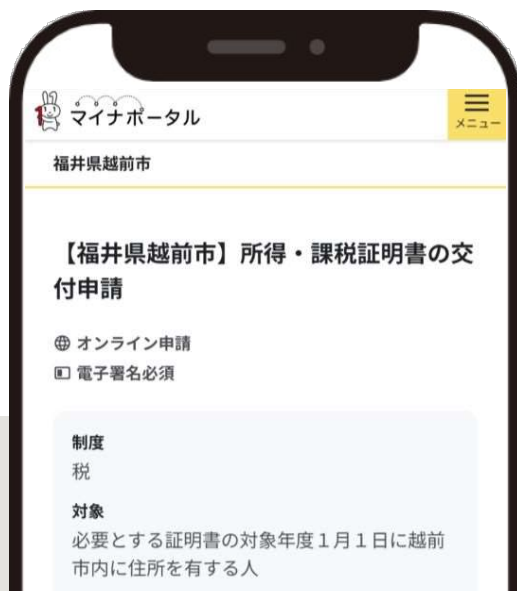 マイナポータル
メニュー
福井県越前市
【福井県越前市】所得・課税証明書の交
付申請
オンライン申請
電子署名必須
制度
税
対象
必要とする証明書の対象年度１月１日に越前
市内に住所を有する人